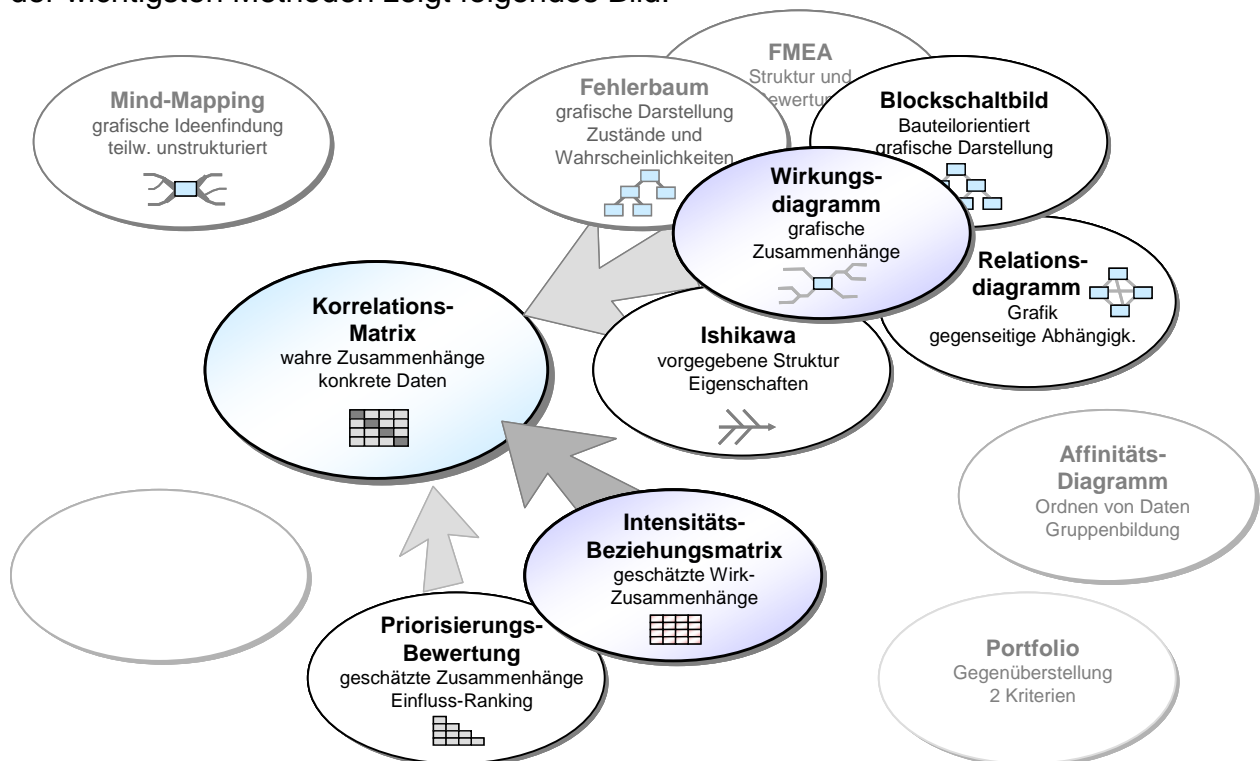 der wichtigsten Methoden zeigt folgendes Bild:
FMEA
Struktur und
Mind-Mapping
grafische Ideenfindung
teilw. unstrukturiert
Fehlerbaum
grafische Darstellung
Zustände und
Wahrscheinlichkeiten
Blockschaltbild
Bauteilorientiert
grafische Darstellung
Wirkungs-
diagramm
grafische
Zusammenhänge
Relations-
diagramm
Grafik
gegenseitige Abhängigk.
Korrelations-
Matrix
wahre Zusammenhänge
konkrete Daten
Ishikawa
vorgegebene Struktur
Eigenschaften
Affinitäts-
Diagramm
Ordnen von Daten
Gruppenbildung
Intensitäts-
Beziehungsmatrix
geschätzte Wirk-
Zusammenhänge
Priorisierungs-
Bewertung
geschätzte Zusammenhänge
Einfluss-Ranking
Portfolio
Gegenüberstellung
2 Kriterien